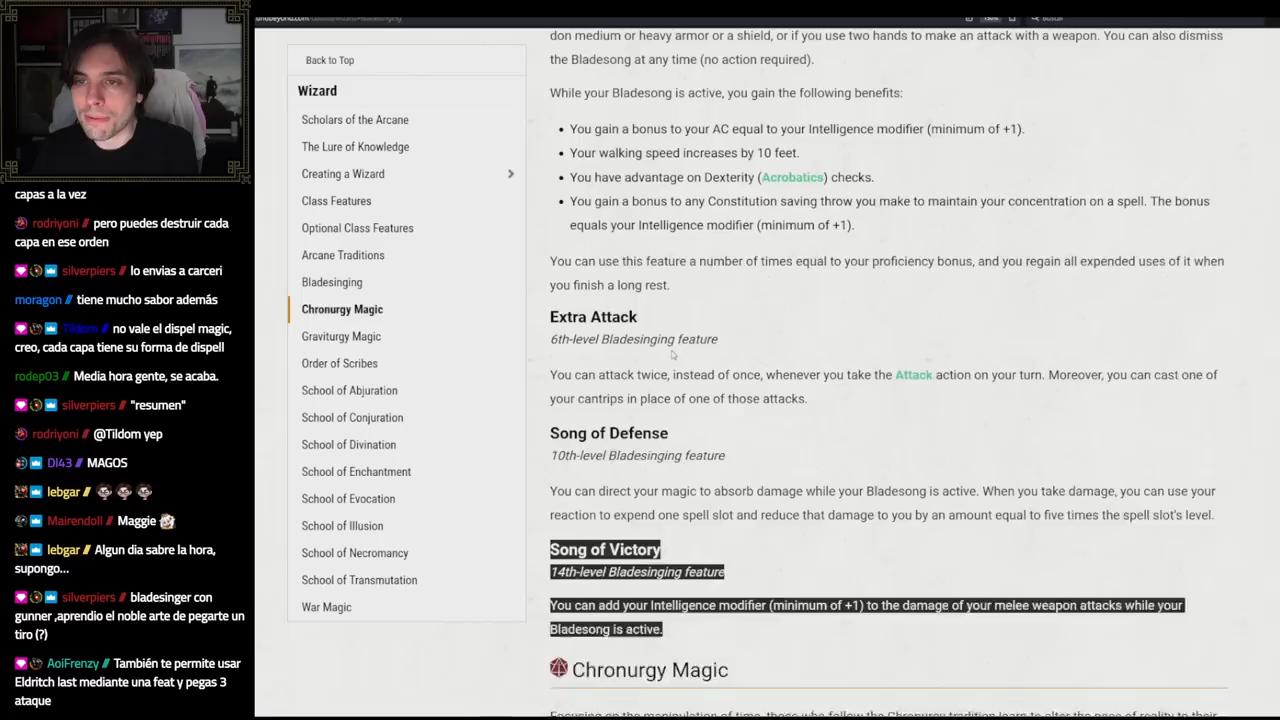 capas a la vez
rodriyoni // pero puedes destruir cada
capa en ese orden
silverpiers // lo envias a carceri
moragon // tiene mucho sabor además
Tildom // no vale el dispel magic,
creo, cada capa tiene su forma de dispell
rodep03 // Media hora gente, se acaba.
silverpiers // "resumen"
rodriyoni // @Tildom yep
Dl43 // MAGOS
lebgar //
Mairendoll // Maggie
lebgar // Algun dia sabre la hora,
supongo...
silverpiers // bladesinger con
gunner ,aprendio el noble arte de pegarte un
tiro (?)
AoiFrenzy // También te permite usar
Eldritch last mediante una feat y pegas 3
ataque
Back to Top
Wizard
Scholars of the Arcane
The Lure of Knowledge
Creating a Wizard
Class Features
Optional Class Features
Arcane Traditions
Bladesinging
Chronurgy Magic
Graviturgy Magic
Order of Scribes
School of Abjuration
School of Conjuration
School of Divination
School of Enchantment
School of Evocation
School of Illusion
School of Necromancy
School of Transmutation
War Magic
don medium or heavy armor or a shield, or if you use two hands to make an attack with a weapon. You can also dismiss
the Bladesong at any time (no action required).
While your Bladesong is active, you gain the following benefits:
• You gain a bonus to your AC equal to your Intelligence modifier (minimum of +1).
• Your walking speed increases by 10 feet.
• You have advantage on Dexterity (Acrobatics) checks.
• You gain a bonus to any Constitution saving throw you make to maintain your concentration on a spell. The bonus
equals your Intelligence modifier (minimum of +1).
You can use this feature a number of times equal to your proficiency bonus, and you regain all expended uses of it when
you finish a long rest.
Extra Attack
6th-level Bladesinging feature
You can attack twice, instead of once, whenever you take the Attack action on your turn. Moreover, you can cast one of
your cantrips in place of one of those attacks.
Song of Defense
10th-level Bladesinging feature
You can direct your magic to absorb damage while your Bladesong is active. When you take damage, you can use your
reaction to expend one spell slot and reduce that damage to you by an amount equal to five times the spell slot's level.
Song of Victory
14th-level Bladesinging feature
You can add your Intelligence modifier (minimum of +1) to the damage of your melee weapon attacks while your
Bladesong is active.
Chronurgy Magic